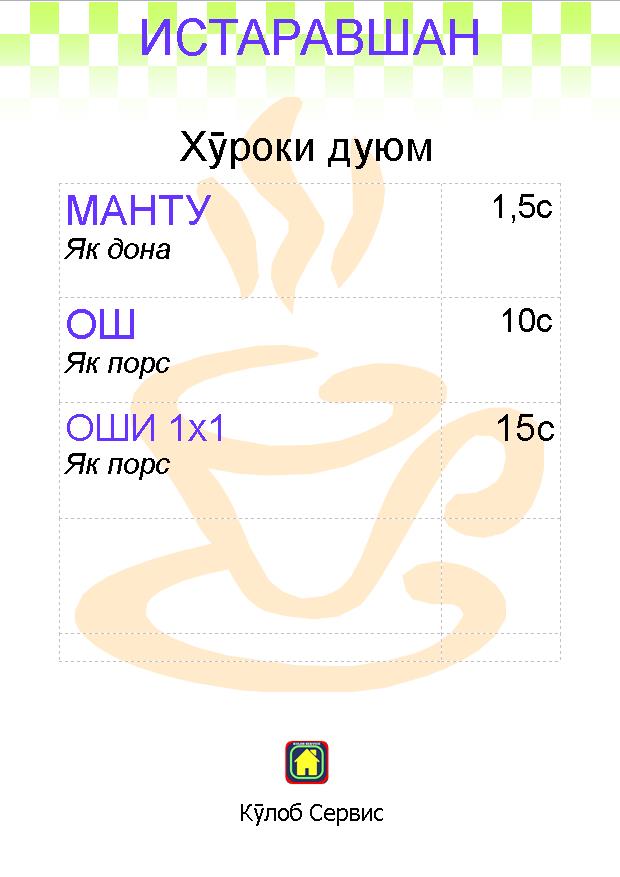 ИСТАРАВШАН
Хӯроки дуюм
МАНТУ 1,5с
Як дона
ОШ 10с
Як порс
ОШИ 1х1 15с
Як порс
Кӯлоб Сервис